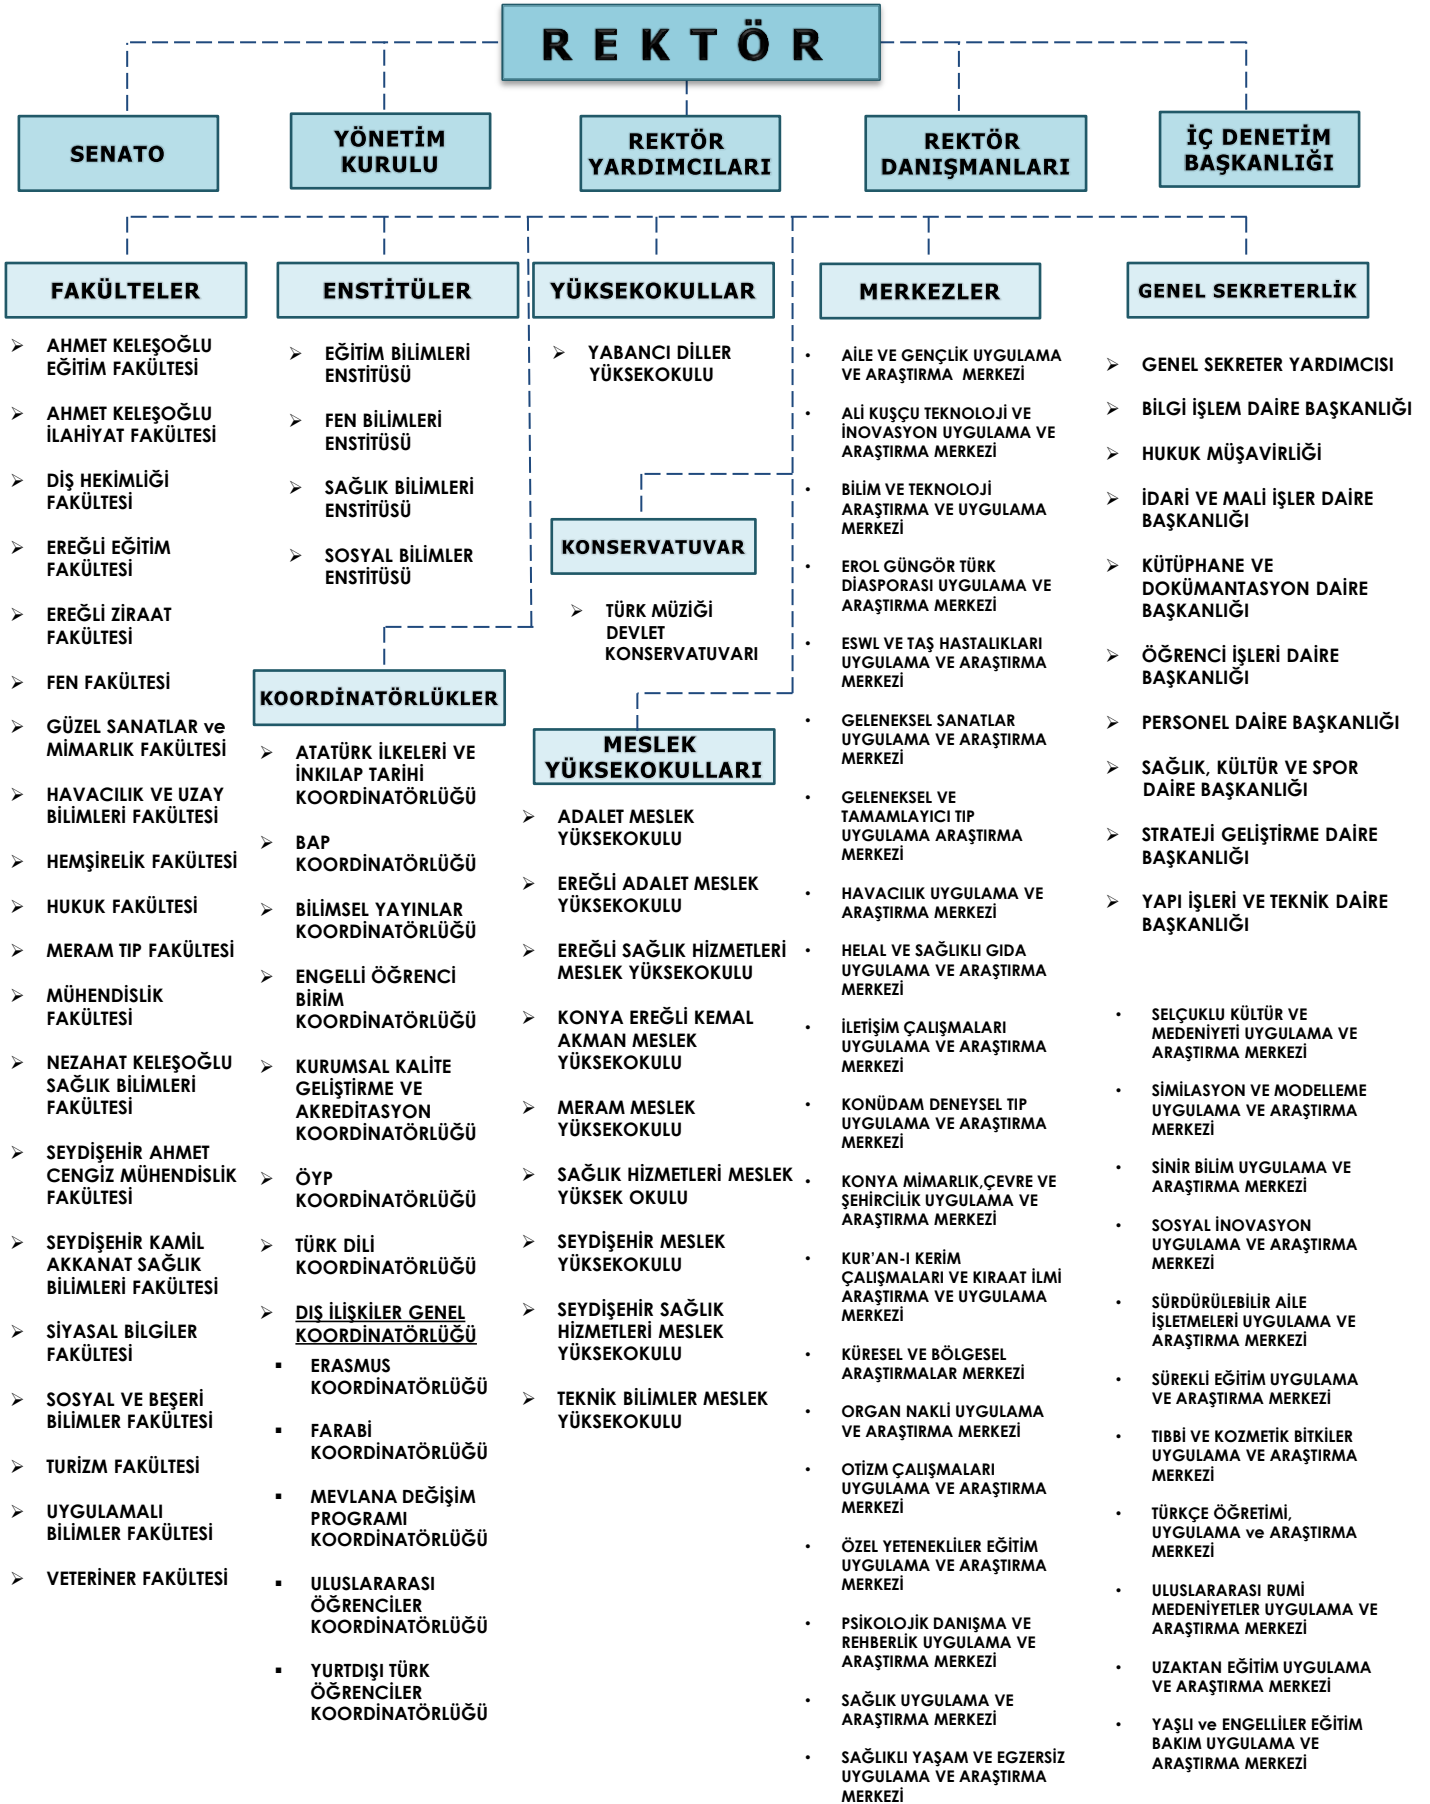 REKTÖR
SENATO
YÖNETİM
KURULU
REKTÖR
YARDIMCILARI
REKTÖR
DANIŞMANLARI
İÇ DENETİM
BAŞKANLIĞI
FAKÜLTELER
AHMET KELEŞOĞLU
EĞİTİM FAKÜLTESİ
AHMET KELEŞOĞLU
İLAHİYAT FAKÜLTESİ
DİŞ HEKİMLİĞİ
FAKÜLTESİ
EREĞLİ EĞİTİM
FAKÜLTESİ
EREĞLİ ZİRAAT
FAKÜLTESİ
FEN FAKÜLTESİ
GÜZEL SANATLAR ve
MİMARLIK FAKÜLTESİ
HAVACILIK VE UZAY
BİLİMLERİ FAKÜLTESİ
HEMŞİRELİK FAKÜLTESİ
HUKUK FAKÜLTESİ
MERAM TIP FAKÜLTESİ
MÜHENDİSLİK
FAKÜLTESİ
NEZAHAT KELEŞOĞLU
SAĞLIK BİLİMLERİ
FAKÜLTESİ
SEYDİŞEHİR AHMET
CENGİZ MÜHENDİSLİK
FAKÜLTESİ
SEYDİŞEHİR KAMİL
AKKANAT SAĞLIK
BİLİMLERİ FAKÜLTESİ
SİYASAL BİLGİLER
FAKÜLTESİ
SOSYAL VE BEŞERİ
BİLİMLER FAKÜLTESİ
TURİZM FAKÜLTESİ
UYGULAMALI
BİLİMLER FAKÜLTESİ
VETERİNER FAKÜLTESİ
ENSTİTÜLER
EĞİTİM BİLİMLERİ
ENSTİTÜSÜ
FEN BİLİMLERİ
ENSTİTÜSÜ
SAĞLIK BİLİMLERİ
ENSTİTÜSÜ
SOSYAL BİLİMLER
ENSTİTÜSÜ
KOORDİNATÖRLÜKLER
ATATÜRK İLKELERİ VE
İNKILAP TARİHİ
KOORDİNATÖRLÜĞÜ
BAP
KOORDİNATÖRLÜĞÜ
BİLİMSEL YAYINLAR
KOORDİNATÖRLÜĞÜ
ENGELLİ ÖĞRENCİ
BİRİM
KOORDİNATÖRLÜĞÜ
KURUMSAL KALİTE
GELİŞTİRME VE
AKREDİTASYON
KOORDİNATÖRLÜĞÜ
ÖYP
KOORDİNATÖRLÜĞÜ
TÜRK DİLİ
KOORDİNATÖRLÜĞÜ
DIŞ İLİŞKİLER GENEL
KOORDİNATÖRLÜĞÜ
ERASMUS
KOORDİNATÖRLÜĞÜ
FARABİ
KOORDİNATÖRLÜĞÜ
MEVLANA DEĞİŞİM
PROGRAMI
KOORDİNATÖRLÜĞÜ
ULUSLARARASI
ÖĞRENCİLER
KOORDİNATÖRLÜĞÜ
YURTDIŞI TÜRK
ÖĞRENCİLER
KOORDİNATÖRLÜĞÜ
YÜKSEKOKULLAR
YABANCI DİLLER
YÜKSEKOKULU
KONSERVATUVAR
TÜRK MÜZİĞİ
DEVLET
KONSERVATUVARI
MESLEK
YÜKSEKOKULLARI
ADALET MESLEK
YÜKSEKOKULU
EREĞLİ ADALET MESLEK
YÜKSEKOKULU
EREĞLİ SAĞLIK HİZMETLERİ
MESLEK YÜKSEKOKULU
KONYA EREĞLİ KEMAL
AKMAN MESLEK
YÜKSEKOKULU
MERAM MESLEK
YÜKSEKOKULU
SAĞLIK HİZMETLERİ MESLEK
YÜKSEK OKULU
SEYDİŞEHİR MESLEK
YÜKSEKOKULU
SEYDİŞEHİR SAĞLIK
HİZMETLERİ MESLEK
YÜKSEKOKULU
TEKNİK BİLİMLER MESLEK
YÜKSEKOKULU
MERKEZLER
AİLE VE GENÇLİK UYGULAMA
VE ARAŞTIRMA MERKEZİ
ALİ KUŞÇU TEKNOLOJİ VE
İNOVASYON UYGULAMA VE
ARAŞTIRMA MERKEZİ
BİLİM VE TEKNOLOJİ
ARAŞTIRMA VE UYGULAMA
MERKEZİ
EROL GÜNGÖR TÜRK
DİASPORASI UYGULAMA VE
ARAŞTIRMA MERKEZİ
ESWL VE TAŞ HASTALIKLARI
UYGULAMA VE ARAŞTIRMA
MERKEZİ
GELENEKSEL SANATLAR
UYGULAMA VE ARAŞTIRMA
MERKEZİ
GELENEKSEL VE
TAMAMLAYICI TIP
UYGULAMA ARAŞTIRMA
MERKEZİ
HAVACILIK UYGULAMA VE
ARAŞTIRMA MERKEZİ
HELAL VE SAĞLIKLI GIDA
UYGULAMA VE ARAŞTIRMA
MERKEZİ
İLETİŞİM ÇALIŞMALARI
UYGULAMA VE ARAŞTIRMA
MERKEZİ
KONÜDAM DENEYSEL TIP
UYGULAMA VE ARAŞTIRMA
MERKEZİ
KONYA MİMARLIK,ÇEVRE VE
ŞEHİRCİLİK UYGULAMA VE
ARAŞTIRMA MERKEZİ
KUR'AN-I KERİM
ÇALIŞMALARI VE KIRAAT İLMİ
ARAŞTIRMA VE UYGULAMA
MERKEZİ
KÜRESEL VE BÖLGESEL
ARAŞTIRMALAR MERKEZİ
ORGAN NAKLİ UYGULAMA
VE ARAŞTIRMA MERKEZİ
OTİZM ÇALIŞMALARI
UYGULAMA VE ARAŞTIRMA
MERKEZİ
ÖZEL YETENEKLİLER EĞİTİM
UYGULAMA VE ARAŞTIRMA
MERKEZİ
PSİKOLOJİK DANIŞMA VE
REHBERLİK UYGULAMA VE
ARAŞTIRMA MERKEZİ
SAĞLIK UYGULAMA VE
ARAŞTIRMA MERKEZİ
SAĞLIKLI YAŞAM VE EGZERSİZ
UYGULAMA VE ARAŞTIRMA
MERKEZİ
GENEL SEKRETERLİK
GENEL SEKRETER YARDIMCISI
BİLGİ İŞLEM DAİRE BAŞKANLIĞI
HUKUK MÜŞAVİRLİĞİ
İDARİ VE MALİ İŞLER DAİRE
BAŞKANLIĞI
KÜTÜPHANE VE
DOKÜMANTASYON DAİRE
BAŞKANLIĞI
ÖĞRENCİ İŞLERİ DAİRE
BAŞKANLIĞI
PERSONEL DAİRE BAŞKANLIĞI
SAĞLIK, KÜLTÜR VE SPOR
DAİRE BAŞKANLIĞI
STRATEJİ GELİŞTİRME DAİRE
BAŞKANLIĞI
YAPI İŞLERİ VE TEKNİK DAİRE
BAŞKANLIĞI
SELÇUKLU KÜLTÜR VE
MEDENİYETİ UYGULAMA VE
ARAŞTIRMA MERKEZİ
SİMİLASYON VE MODELLEME
UYGULAMA VE ARAŞTIRMA
MERKEZİ
SİNİR BİLİM UYGULAMA VE
ARAŞTIRMA MERKEZİ
SOSYAL İNOVASYON
UYGULAMA VE ARAŞTIRMA
MERKEZİ
SÜRDÜRÜLEBİLİR AİLE
İŞLETMELERİ UYGULAMA VE
ARAŞTIRMA MERKEZİ
SÜREKLİ EĞİTİM UYGULAMA
VE ARAŞTIRMA MERKEZİ
TIBBİ VE KOZMETİK BİTKİLER
UYGULAMA VE ARAŞTIRMA
MERKEZİ
TÜRKÇE ÖĞRETİMİ,
UYGULAMA ve ARAŞTIRMA
MERKEZİ
ULUSLARARASI RUMİ
MEDENİYETLER UYGULAMA VE
ARAŞTIRMA MERKEZİ
UZAKTAN EĞİTİM UYGULAMA
VE ARAŞTIRMA MERKEZİ
YAŞLI ve ENGELLİLER EĞİTİM
BAKIM UYGULAMA VE
ARAŞTIRMA MERKEZİ